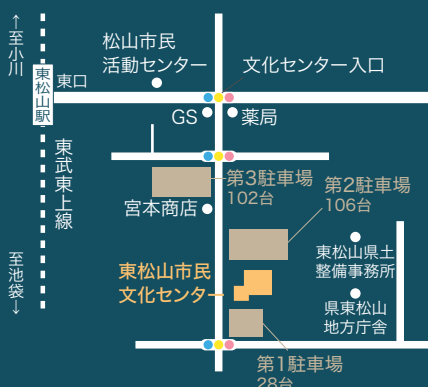 ↑至小川
東松山駅
東口
松山市民
活動センター
文化センター入口
GS
薬局
東武東上線
第3駐車場
102台
第2駐車場
106台
宮本商店
東松山県土
整備事務所
東松山市民
文化センター
至池袋↓
県東松山
地方庁舎
第1駐車場
28台